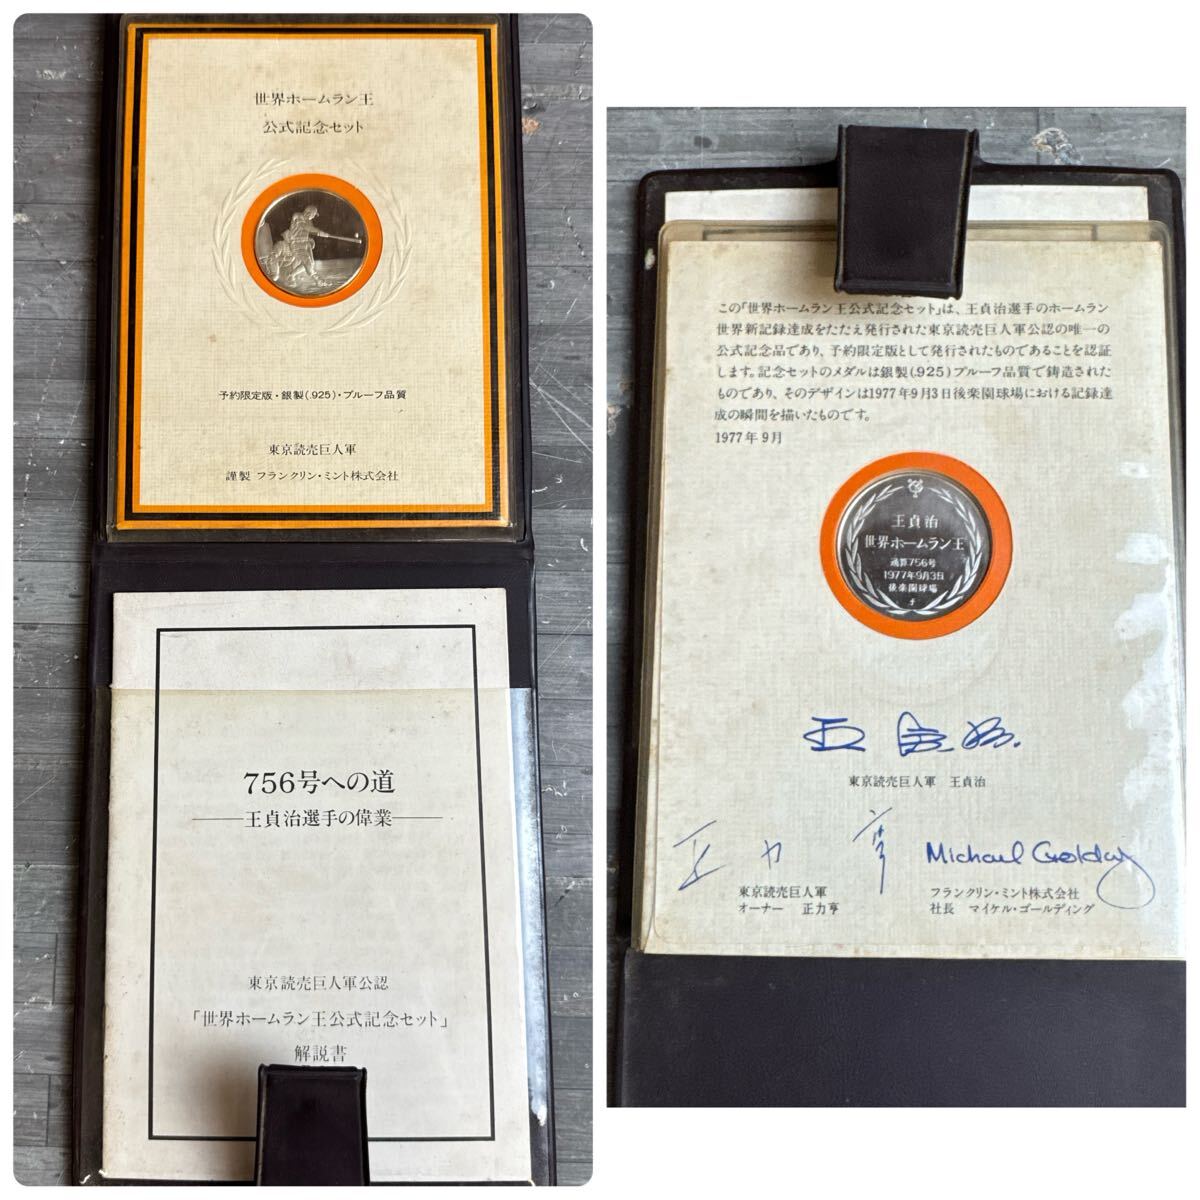 世界ホームラン王
公式記念セット
予約限定版・銀製(.925)・プルーフ品質
東京読売巨人軍
謹製 フランクリン・ミント株式会社
756号への道
王貞治選手の偉業
東京読売巨人軍公認
「世界ホームラン王公式記念セット」
解説書
この「世界ホームラン王公式記念セット」は、王貞治選手のホームラン
世界新記録達成をたたえ発行された東京読売巨人軍公認の唯一の
公式記念品であり、予約限定版として発行されたものであることを認証
します。記念セットのメダルは銀製(.925)プルーフ品質で鋳造された
ものであり、そのデザインは1977年9月3日後楽園球場における記録達
成の瞬間を描いたものです。
1977年9月
王貞治
世界ホームラン王
通算756号
1977年9月3日
後楽園球場
王貞治
東京読売巨人軍 王貞治
正力亨
Michael Golding
東京読売巨人軍
オーナー 正力亨
フランクリン・ミント株式会社
社長 マイケル・ゴールディング